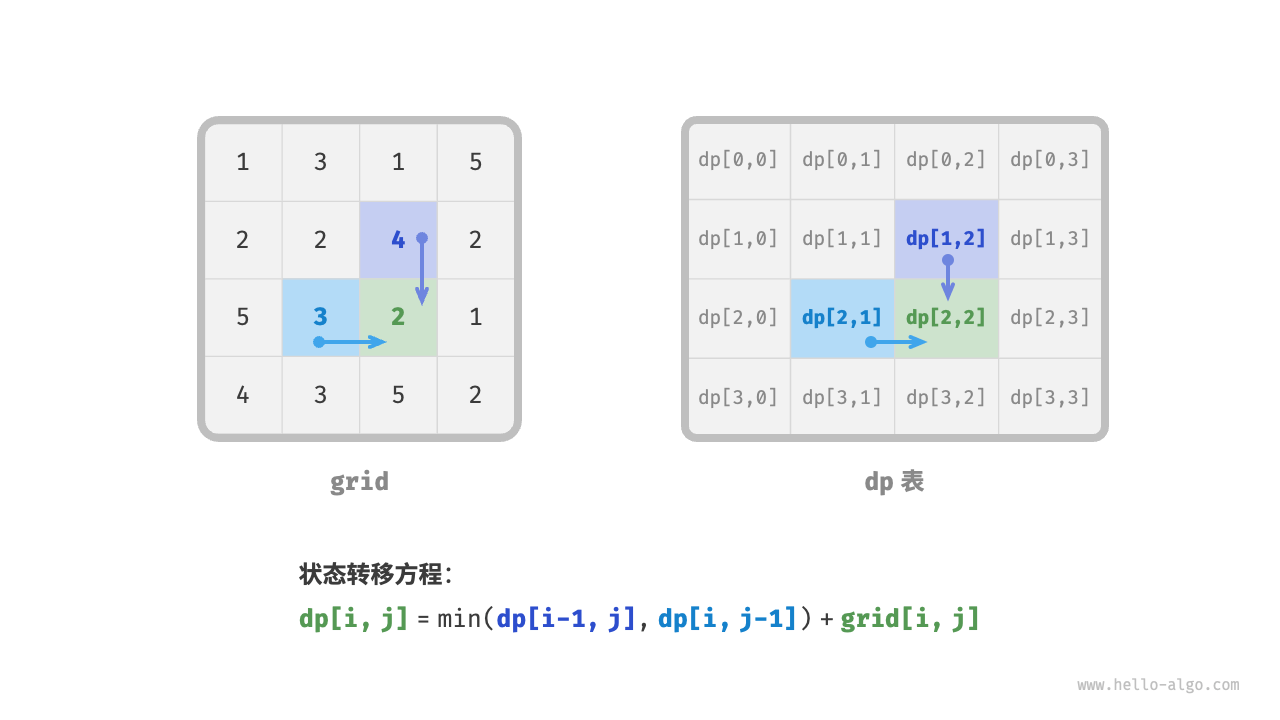 1 3 1 5
2 2 4 2
5 3 2 1
4 3 5 2
grid
dp[0,0] dp[0,1] dp[0,2] dp[0,3]
dp[1,0] dp[1,1] dp[1,2] dp[1,3]
dp[2,0] dp[2,1] dp[2,2] dp[2,3]
dp[3,0] dp[3,1] dp[3,2] dp[3,3]
dp 表
状态转移方程：
dp[i, j] = min(dp[i-1, j], dp[i, j-1]) + grid[i, j]
www.hello-algo.com